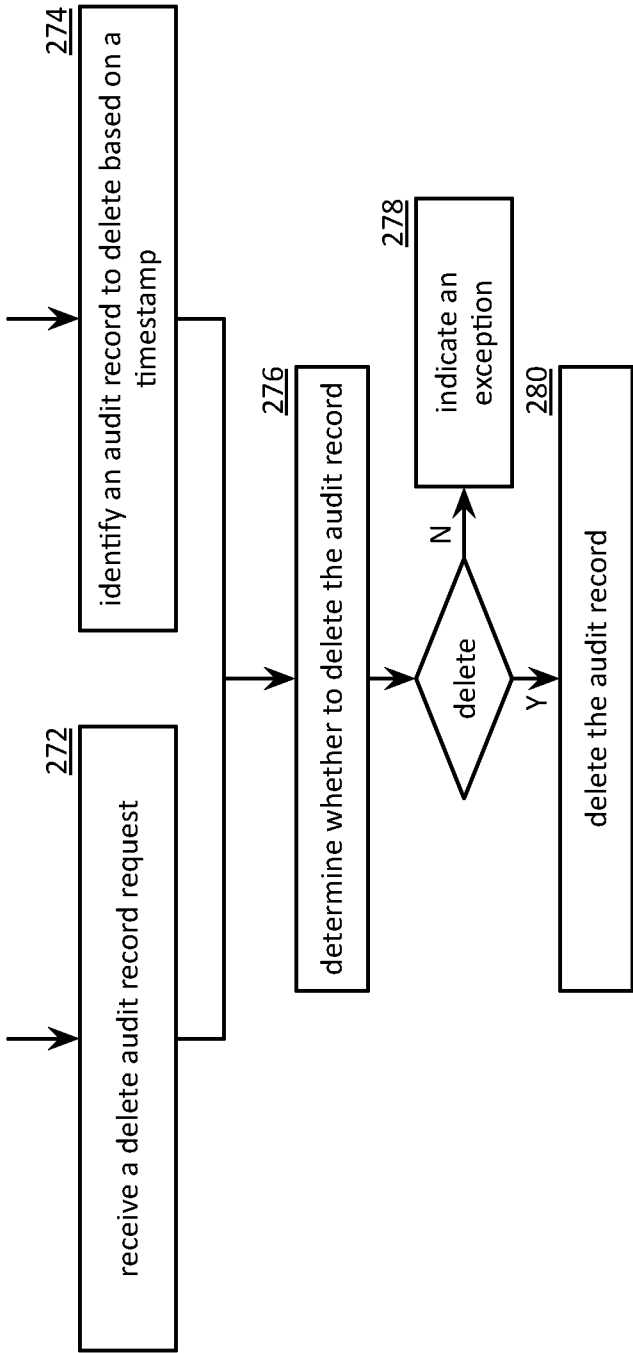 272
receive a delete audit record request
274
identify an audit record to delete based on a
timestamp
276
determine whether to delete the audit record
delete
N
278
indicate an
exception
Y
280
delete the audit record